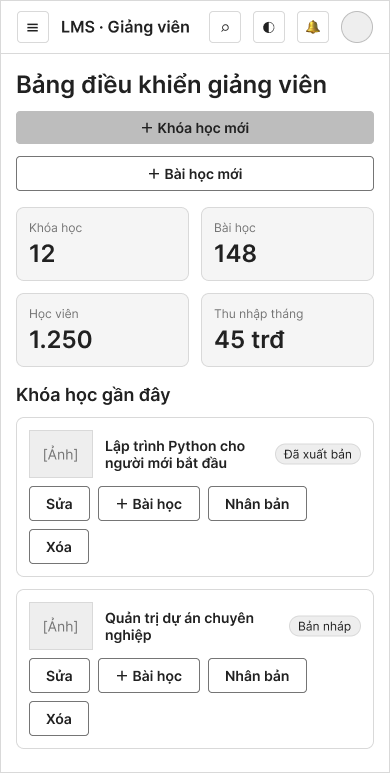 LMS · Giảng viên
Bảng điều khiển giảng viên
+ Khóa học mới
+ Bài học mới
Khóa học
12
Bài học
148
Học viên
1.250
Thu nhập tháng
45 trđ
Khóa học gần đây
[Ảnh]
Lập trình Python cho
người mới bắt đầu
Đã xuất bản
Sửa
+ Bài học
Nhân bản
Xóa
[Ảnh]
Quản trị dự án chuyên
nghiệp
Bản nháp
Sửa
+ Bài học
Nhân bản
Xóa